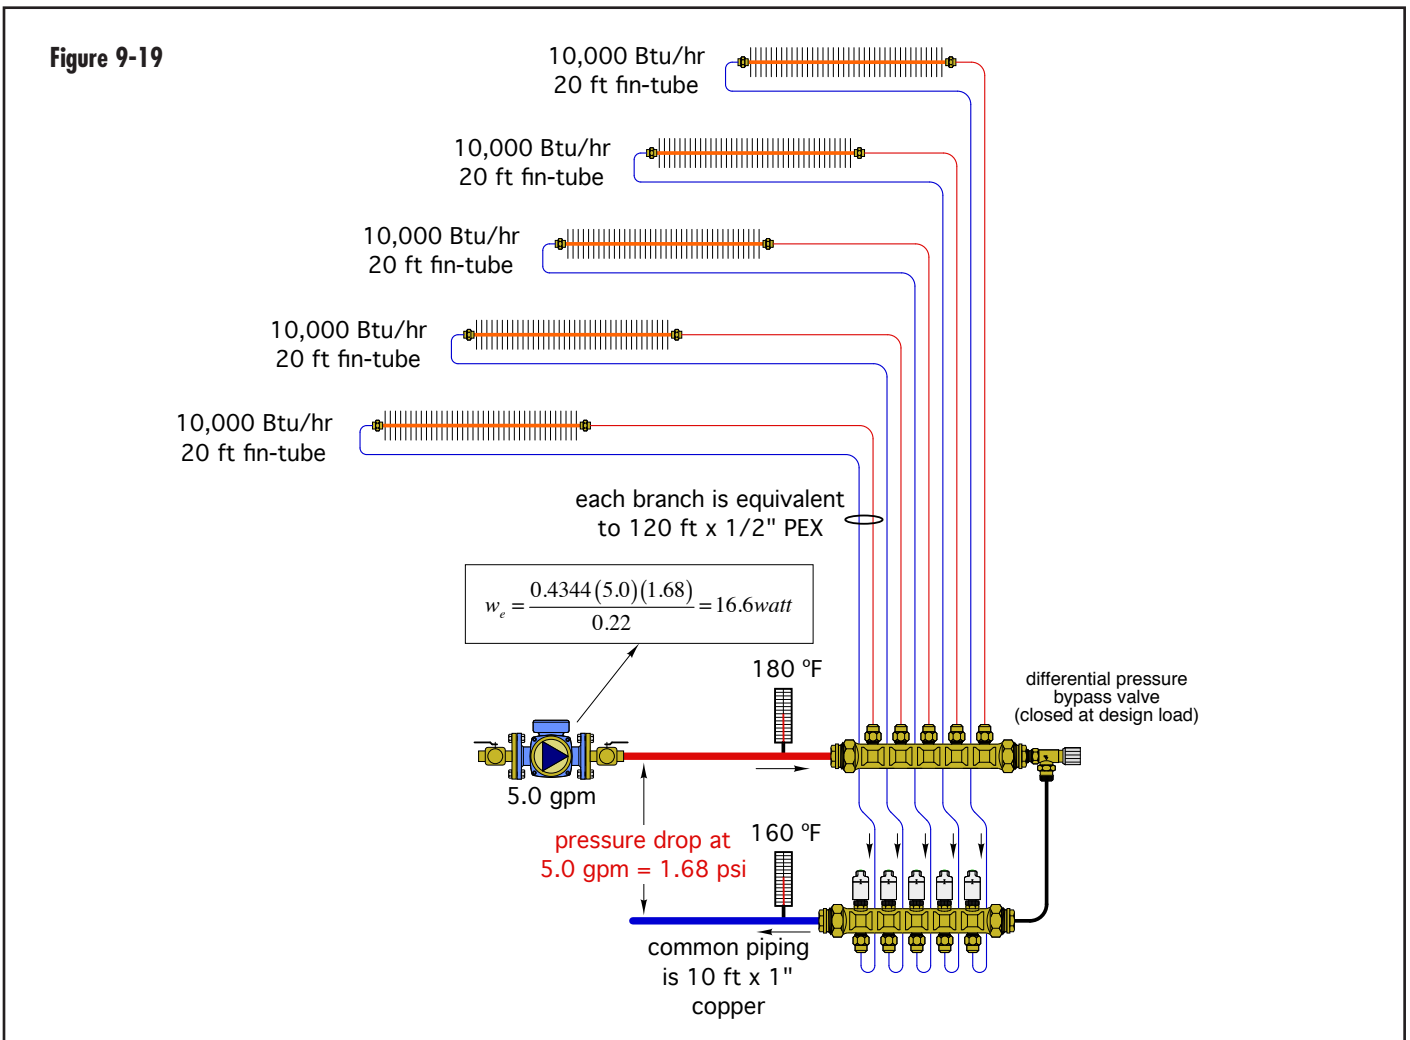 Figure 9-19
10,000 Btu/hr
20 ft fin-tube
10,000 Btu/hr
20 ft fin-tube
10,000 Btu/hr
20 ft fin-tube
10,000 Btu/hr
20 ft fin-tube
10,000 Btu/hr
20 ft fin-tube
each branch is equivalent
to 120 ft x 1/2" PEX
w_e = 0.4344(5.0)(1.68) / 0.22 = 16.6watt
180 ºF
differential pressure
bypass valve
(closed at design load)
5.0 gpm
pressure drop at
5.0 gpm = 1.68 psi
160 ºF
common piping
is 10 ft x 1"
copper